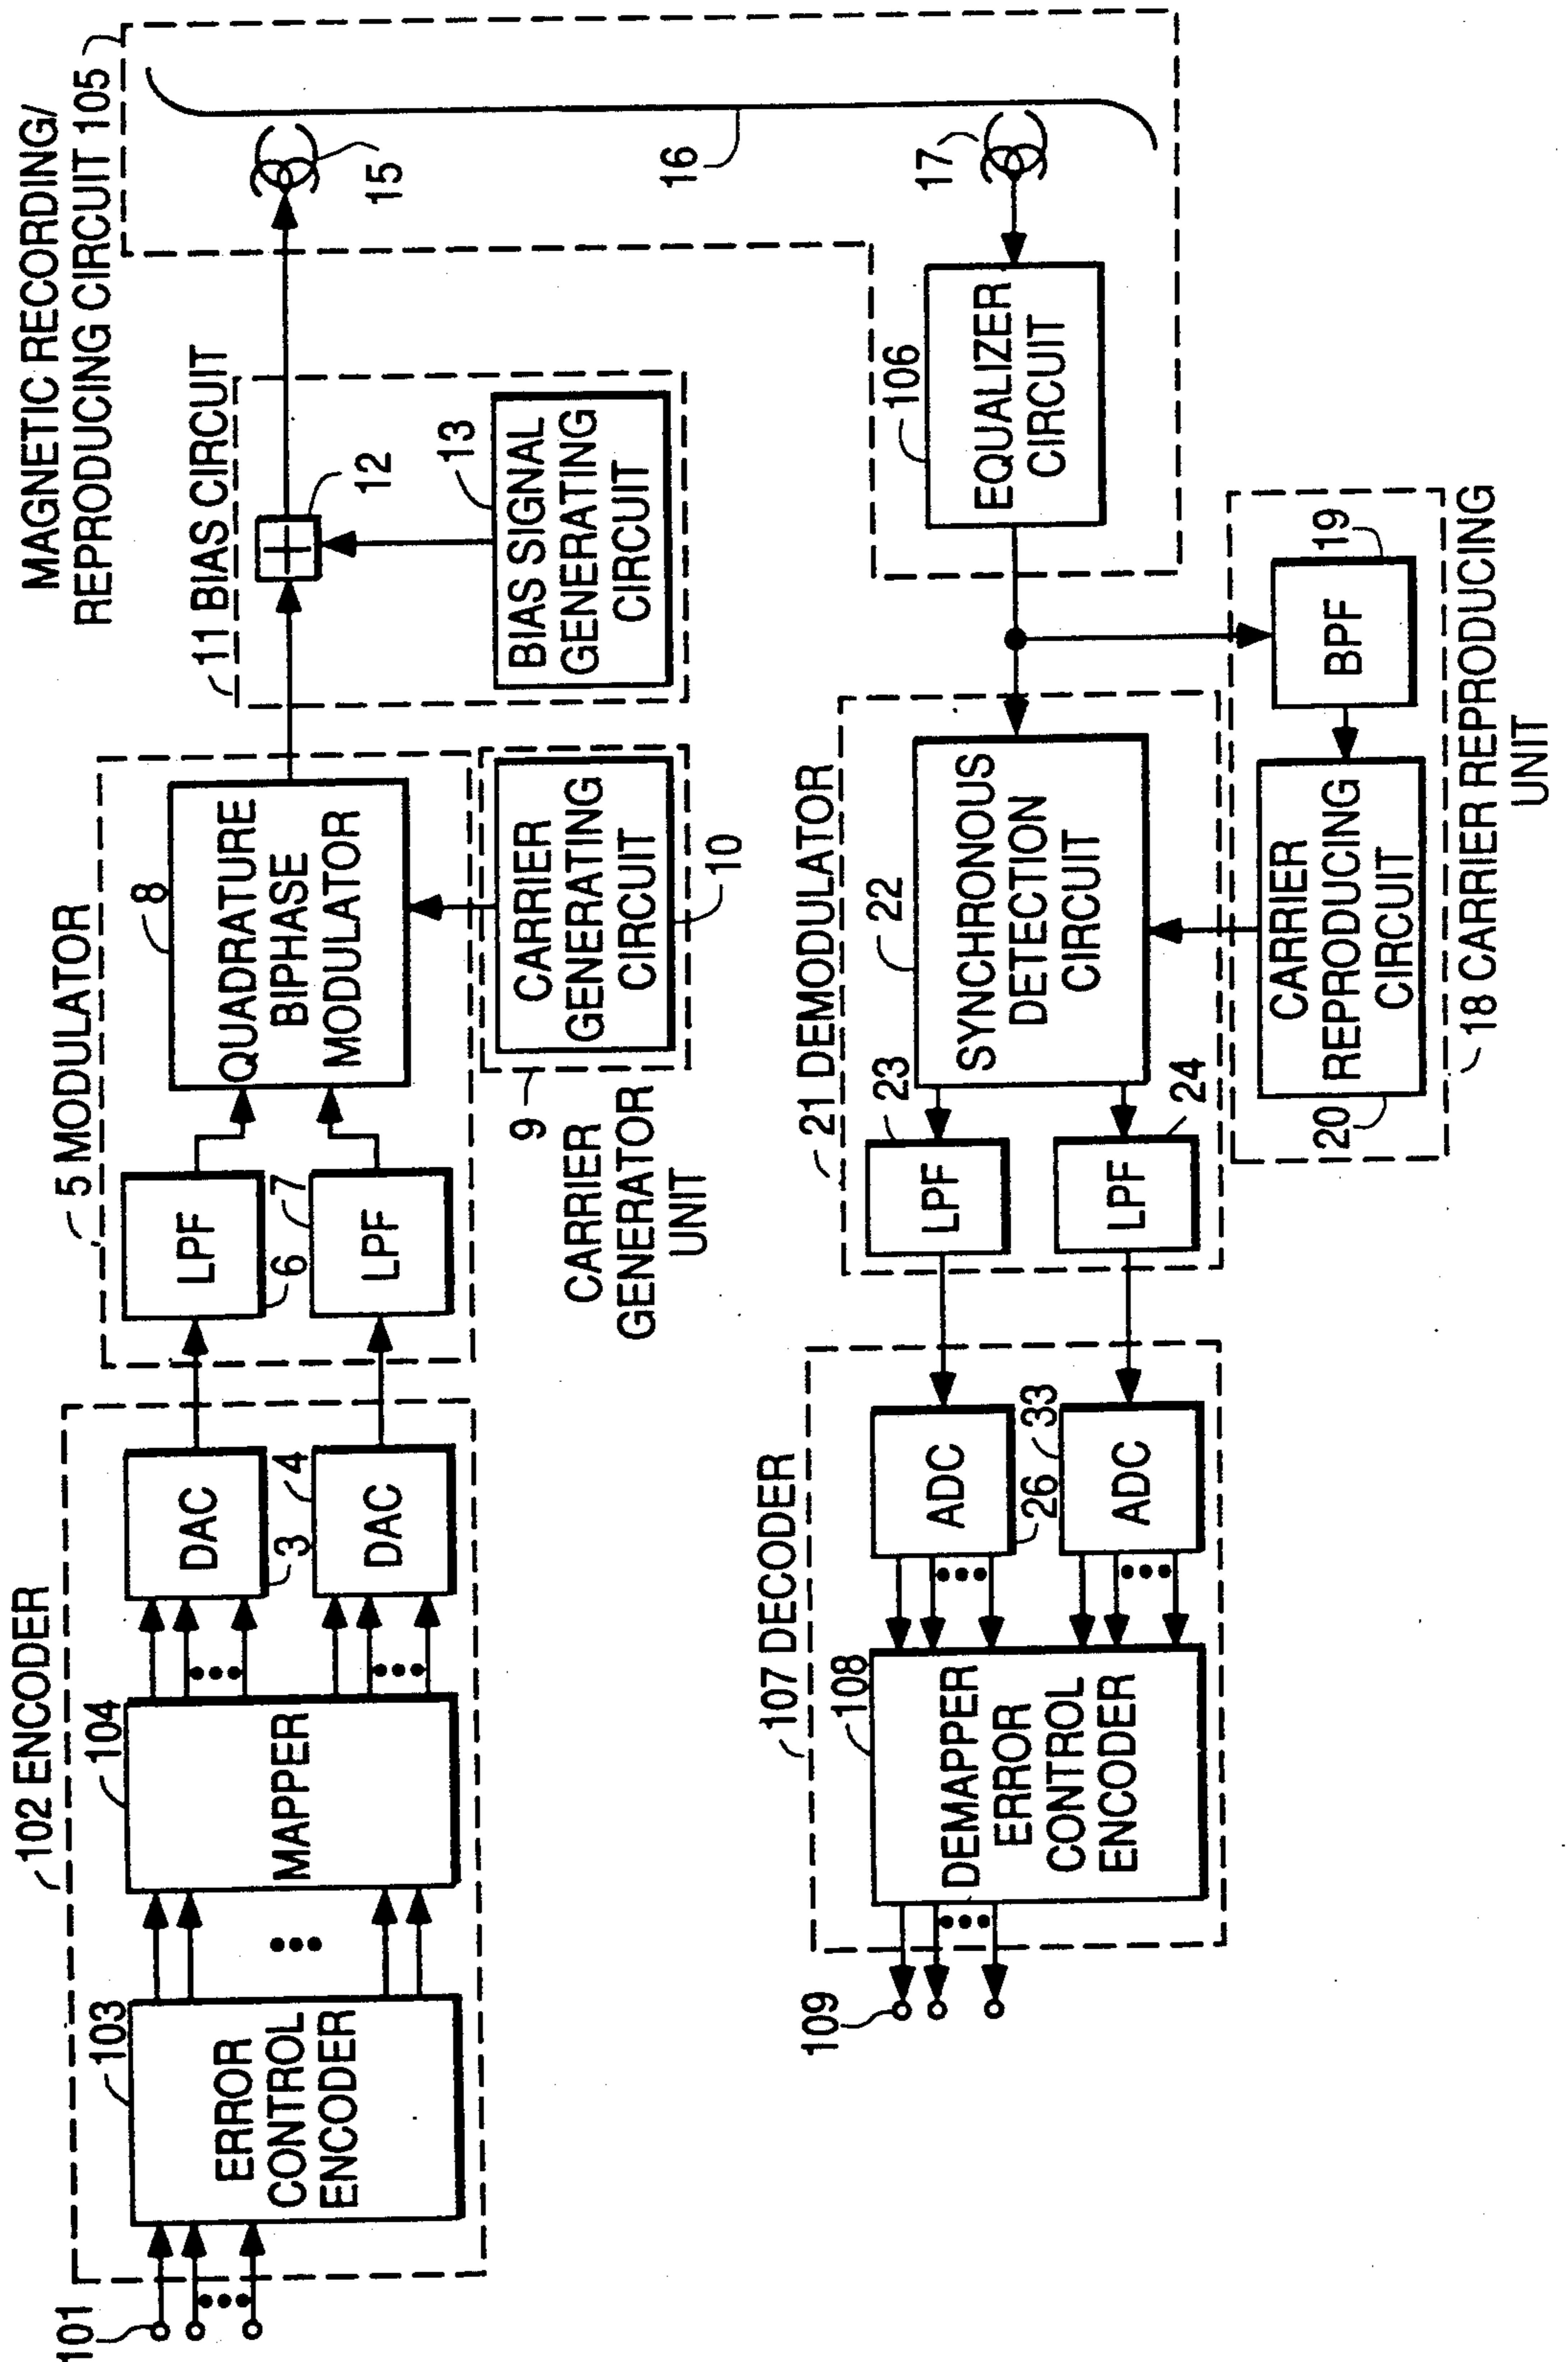 MAGNETIC RECORDING/
REPRODUCING CIRCUIT 105
102 ENCODER
5 MODULATOR
11 BIAS CIRCUIT
101
103
ERROR
CONTROL
ENCODER
104
MAPPER
DAC
3
4
DAC
LPF
6
7
LPF
8
QUADRATURE
BIPHASE
MODULATOR
9
CARRIER
GENERATOR
UNIT
CARRIER
GENERATING
CIRCUIT
10
12
13
BIAS SIGNAL
GENERATING
CIRCUIT
15
16
17
106
EQUALIZER
CIRCUIT
107 DECODER
21 DEMODULATOR
109
108
DEMAPPER
ERROR
CONTROL
ENCODER
ADC
26
33
ADC
23
LPF
24
LPF
22
SYNCHRONOUS
DETECTION
CIRCUIT
19
BPF
20
CARRIER
REPRODUCING
CIRCUIT
18 CARRIER REPRODUCING
UNIT